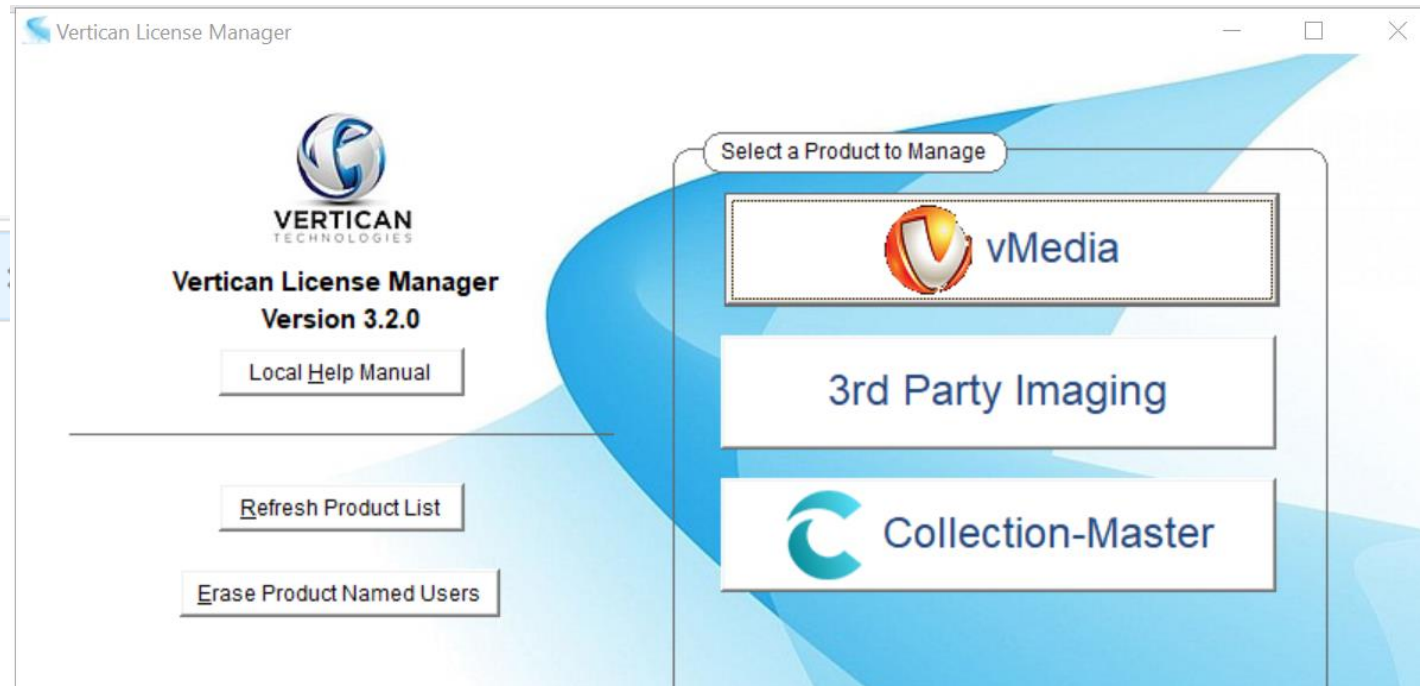 Vertican License Manager
VERTICAN
TECHNOLOGIES
Vertican License Manager
Version 3.2.0
Local Help Manual
Refresh Product List
Erase Product Named Users
Select a Product to Manage
vMedia
3rd Party Imaging
Collection-Master